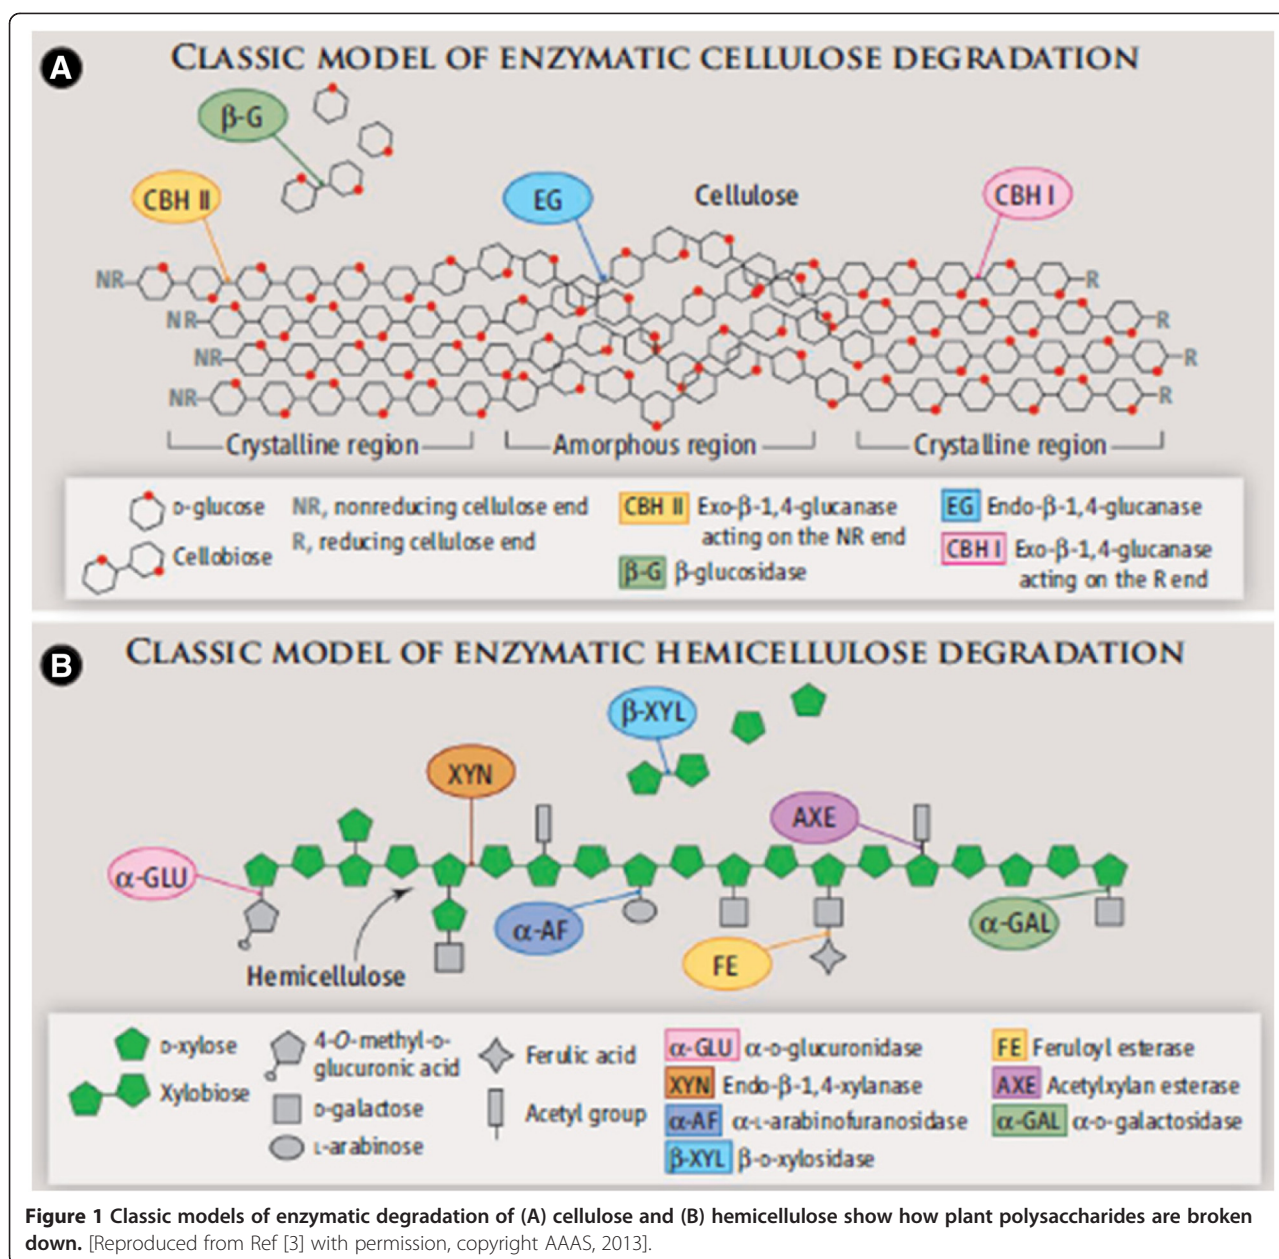 A
CLASSIC MODEL OF ENZYMATIC CELLULOSE DEGRADATION
β-G
CBH II
EG
Cellulose
CBH I
NR
R
NR
R
NR
R
NR
R
Crystalline region
Amorphous region
Crystalline region
D-glucose
Cellobiose
NR, nonreducing cellulose end
R, reducing cellulose end
CBH II Exo-β-1,4-glucanase
acting on the NR end
β-G β-glucosidase
EG Endo-β-1,4-glucanase
CBH I Exo-β-1,4-glucanase
acting on the R end
B
CLASSIC MODEL OF ENZYMATIC HEMICELLULOSE DEGRADATION
β-XYL
XYN
AXE
α-GLU
α-AF
α-GAL
FE
Hemicellulose
D-xylose
Xylobiose
4-O-methyl-D-
glucuronic acid
D-galactose
L-arabinose
Ferulic acid
Acetyl group
α-GLU α-D-glucuronidase
XYN Endo-β-1,4-xylanase
α-AF α-L-arabinofuranosidase
β-XYL β-D-xylosidase
FE Feruloyl esterase
AXE Acetylxylan esterase
α-GAL α-D-galactosidase
Figure 1 Classic models of enzymatic degradation of (A) cellulose and (B) hemicellulose show how plant polysaccharides are broken
down. [Reproduced from Ref [3] with permission, copyright AAAS, 2013].